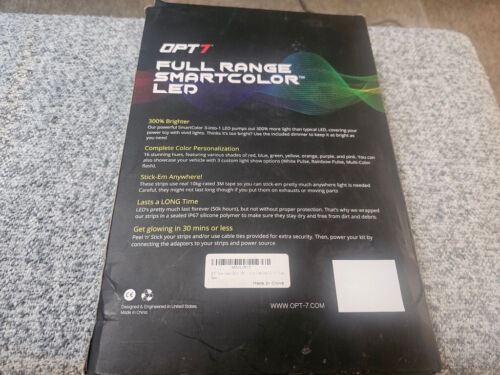 OPT7
FULL RANGE
SMARTCOLOR™
LED
300% Brighter
Our powerful SmartColor 3-into-1 LED pumps out 300% more light than typical LED, covering your
power toy with vivid lights. Thinks it's too bright? Use the included dimmer to keep it as bright as
you need.
Complete Color Personalization
16 stunning hues, featuring various shades of red, blue, green, yellow, orange, purple, and pink. You can
also showcase your vehicle with 3 custom light show options (White Pulse, Rainbow Pulse, Multi-Color
Flash).
Stick-Em Anywhere!
These strips use real 10kg-rated 3M tape so you can stick-em pretty much anywhere light is needed
Careful, they might not last long though if you put then on exhausts or moving parts
Lasts a LONG Time
LED's pretty much last forever (50k hours), but not without proper protection. That's why we wrapped
our strips in a sealed IP67 silicone polymer to make sure they stay dry and free from dirt and debris.
Get glowing in 30 mins or less
Peel 'n' Stick your strips and/or use cable ties provided for extra security. Then, power your kit by
connecting the adapters to your strips and power source
Made in China
Designed & Engineered in United States.
Made in China.
WWW.OPT-7.COM